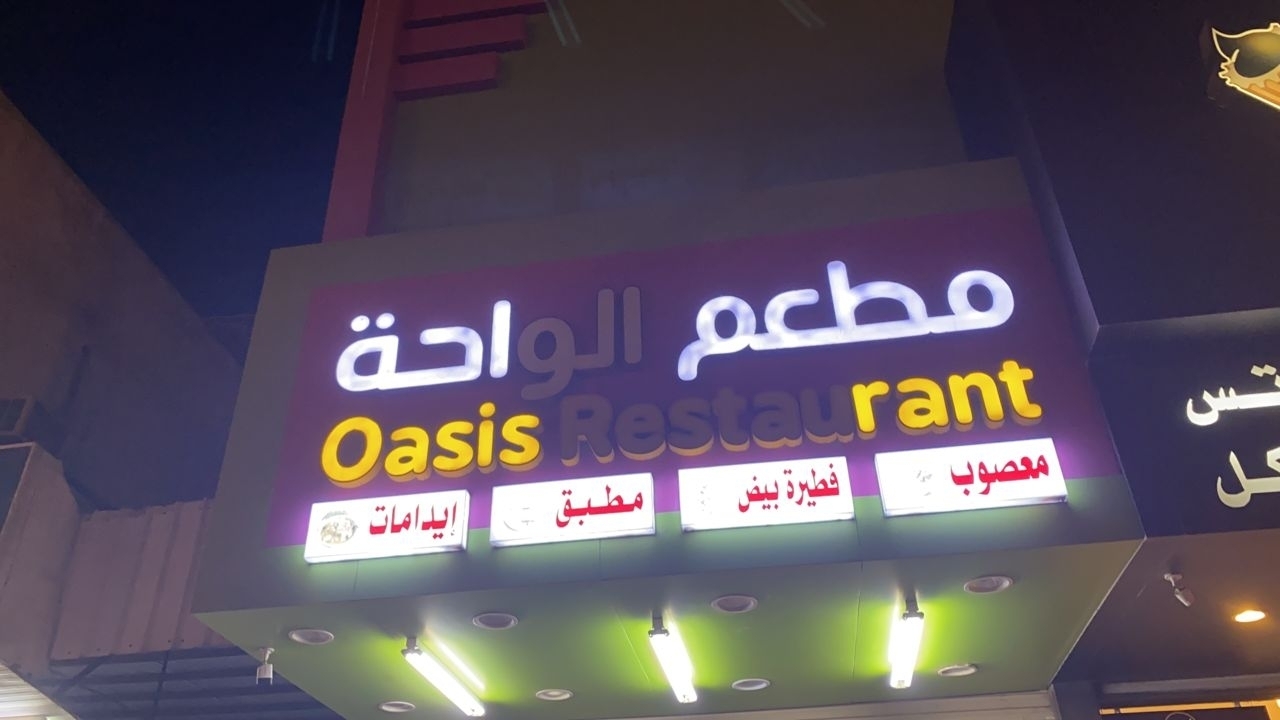 مطعم الواحة
Oasis Restaurant
معصوب فطيرة بيض مطبق إيدامات